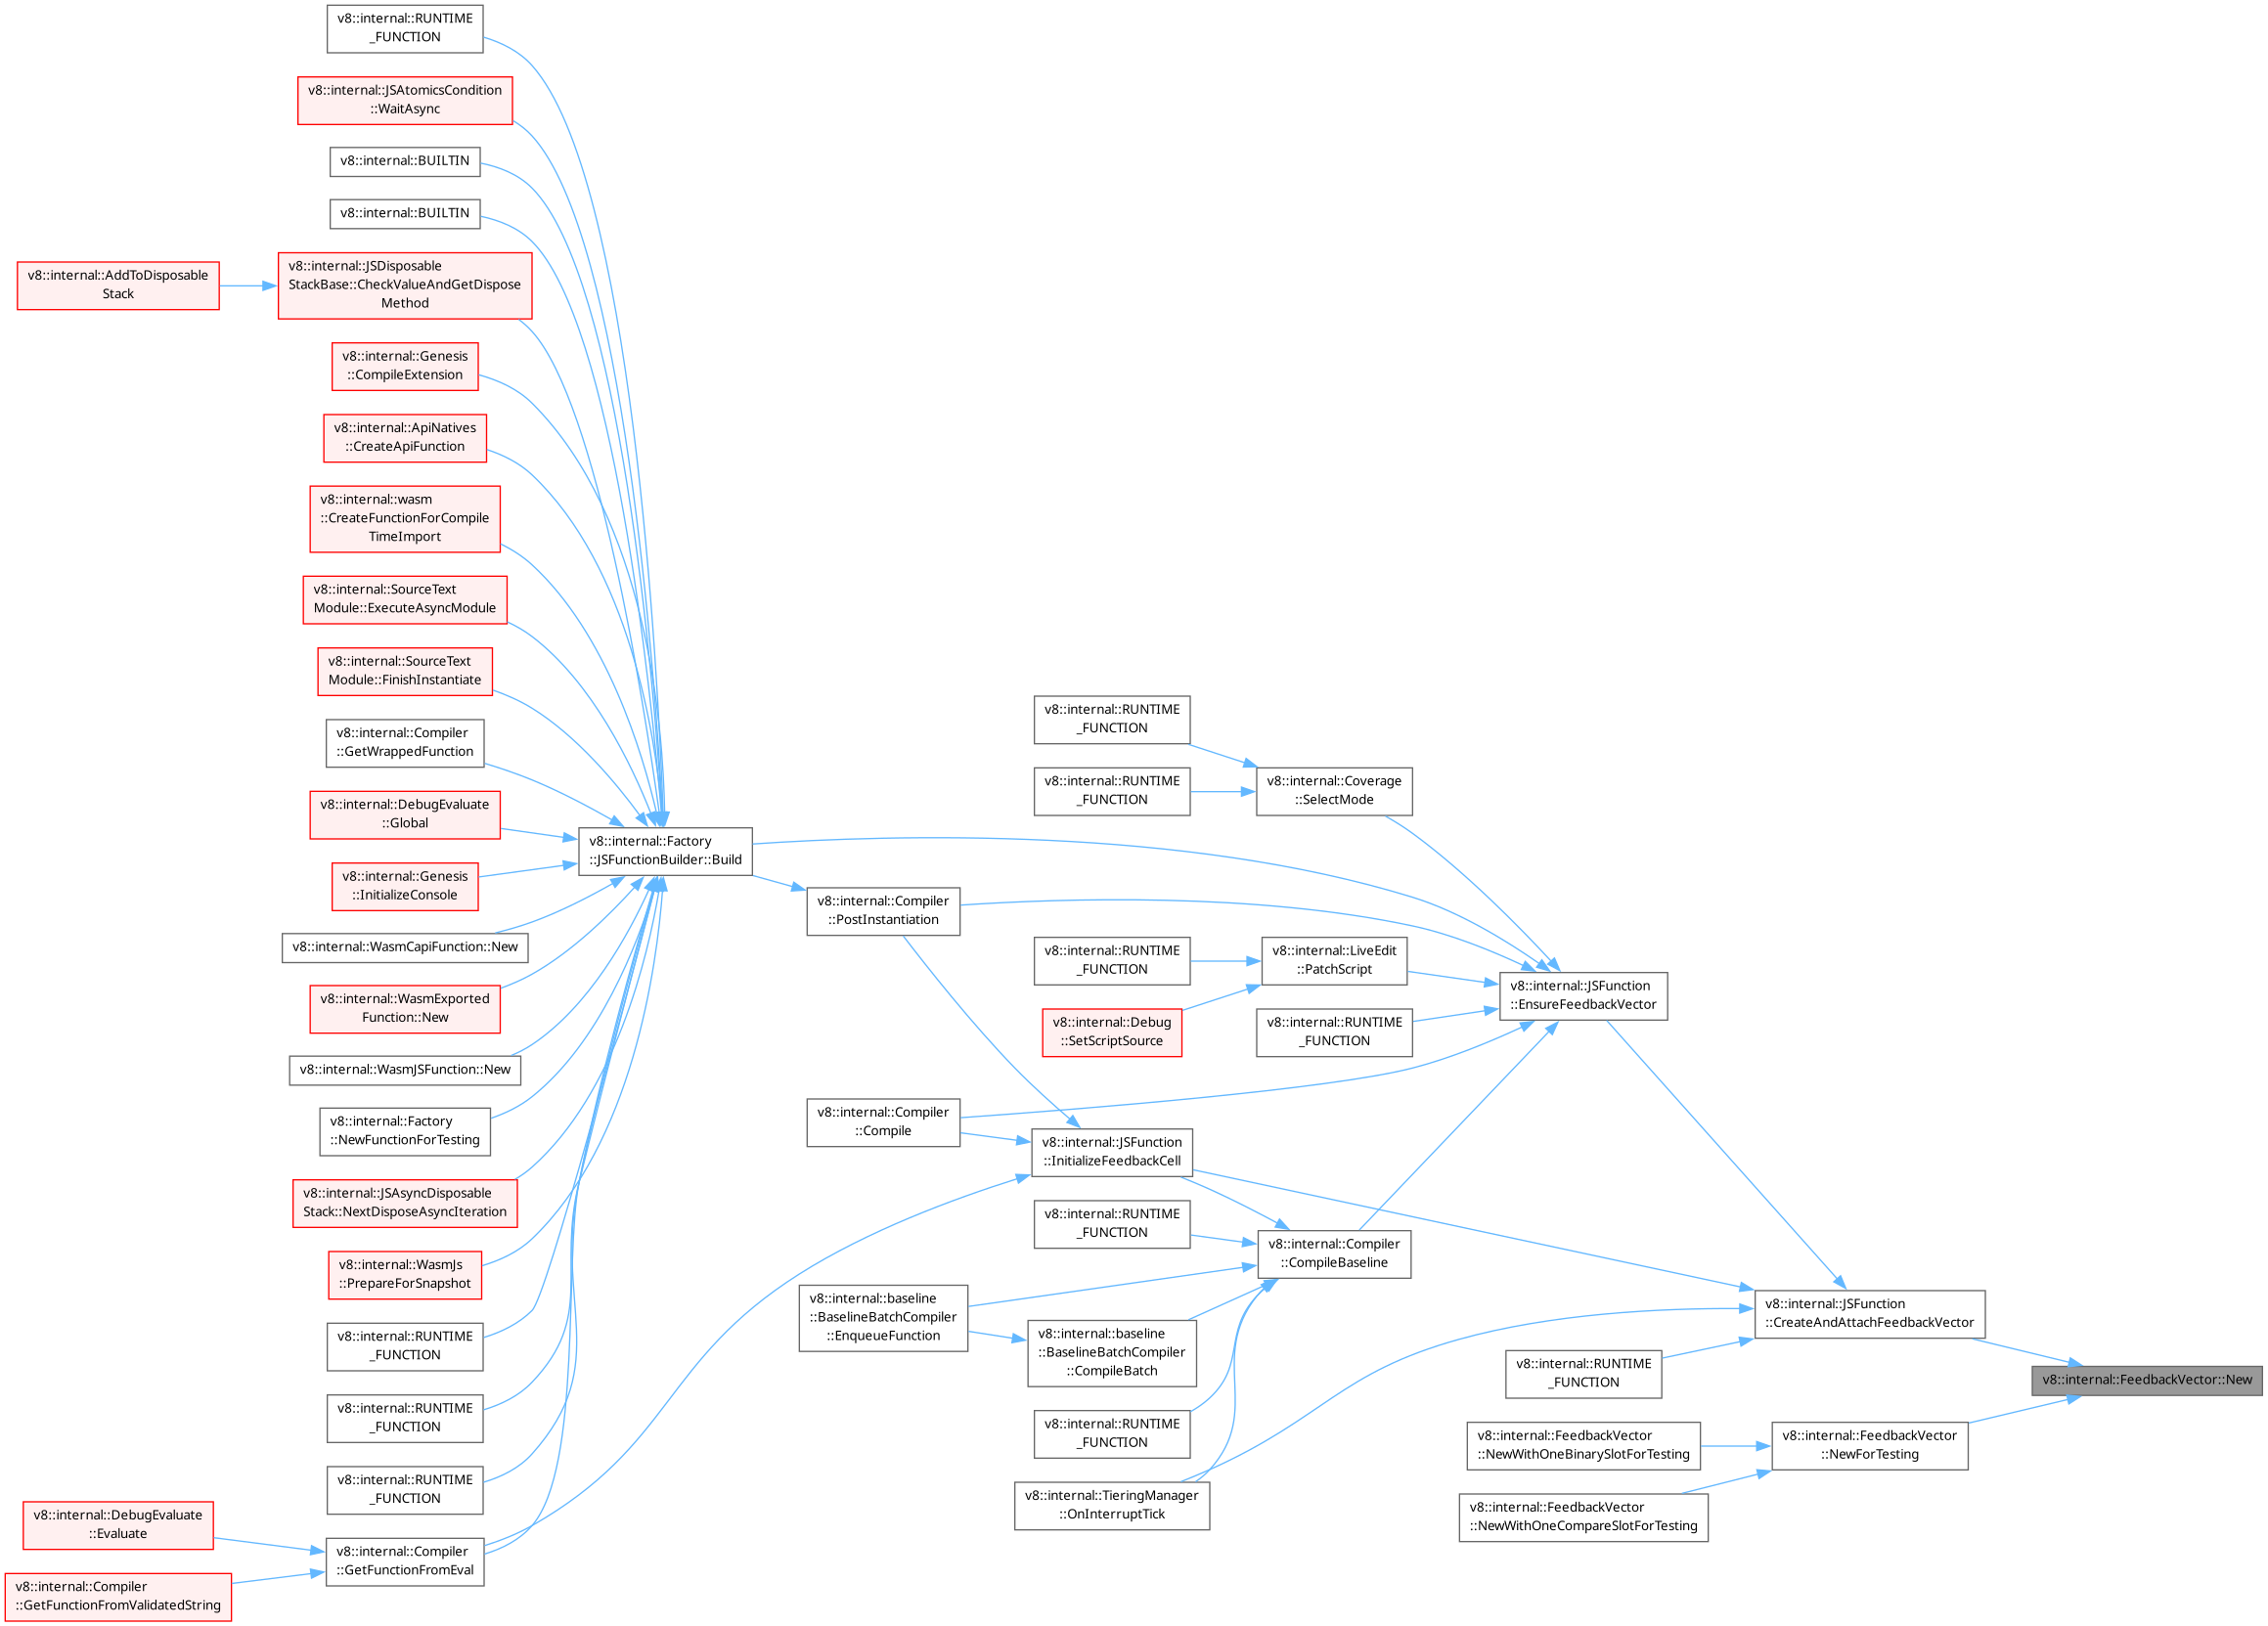 v8::internal::RUNTIME
_FUNCTION
v8::internal::JSAtomicsCondition
::WaitAsync
v8::internal::BUILTIN
v8::internal::BUILTIN
v8::internal::AddToDisposable
Stack
v8::internal::JSDisposable
StackBase::CheckValueAndGetDispose
Method
v8::internal::Genesis
::CompileExtension
v8::internal::ApiNatives
::CreateApiFunction
v8::internal::wasm
::CreateFunctionForCompile
TimeImport
v8::internal::SourceText
Module::ExecuteAsyncModule
v8::internal::SourceText
Module::FinishInstantiate
v8::internal::Compiler
::GetWrappedFunction
v8::internal::DebugEvaluate
::Global
v8::internal::Genesis
::InitializeConsole
v8::internal::WasmCapiFunction::New
v8::internal::WasmExported
Function::New
v8::internal::WasmJSFunction::New
v8::internal::Factory
::NewFunctionForTesting
v8::internal::JSAsyncDisposable
Stack::NextDisposeAsyncIteration
v8::internal::WasmJs
::PrepareForSnapshot
v8::internal::RUNTIME
_FUNCTION
v8::internal::RUNTIME
_FUNCTION
v8::internal::RUNTIME
_FUNCTION
v8::internal::DebugEvaluate
::Evaluate
v8::internal::Compiler
::GetFunctionFromValidatedString
v8::internal::Compiler
::GetFunctionFromEval
v8::internal::Factory
::JSFunctionBuilder::Build
v8::internal::Compiler
::PostInstantiation
v8::internal::Compiler
::Compile
v8::internal::baseline
::BaselineBatchCompiler
::EnqueueFunction
v8::internal::RUNTIME
_FUNCTION
v8::internal::RUNTIME
_FUNCTION
v8::internal::RUNTIME
_FUNCTION
v8::internal::Debug
::SetScriptSource
v8::internal::JSFunction
::InitializeFeedbackCell
v8::internal::RUNTIME
_FUNCTION
v8::internal::baseline
::BaselineBatchCompiler
::CompileBatch
v8::internal::RUNTIME
_FUNCTION
v8::internal::TieringManager
::OnInterruptTick
v8::internal::Coverage
::SelectMode
v8::internal::LiveEdit
::PatchScript
v8::internal::RUNTIME
_FUNCTION
v8::internal::Compiler
::CompileBaseline
v8::internal::JSFunction
::EnsureFeedbackVector
v8::internal::RUNTIME
_FUNCTION
v8::internal::FeedbackVector
::NewWithOneBinarySlotForTesting
v8::internal::FeedbackVector
::NewWithOneCompareSlotForTesting
v8::internal::JSFunction
::CreateAndAttachFeedbackVector
v8::internal::FeedbackVector
::NewForTesting
v8::internal::FeedbackVector::New